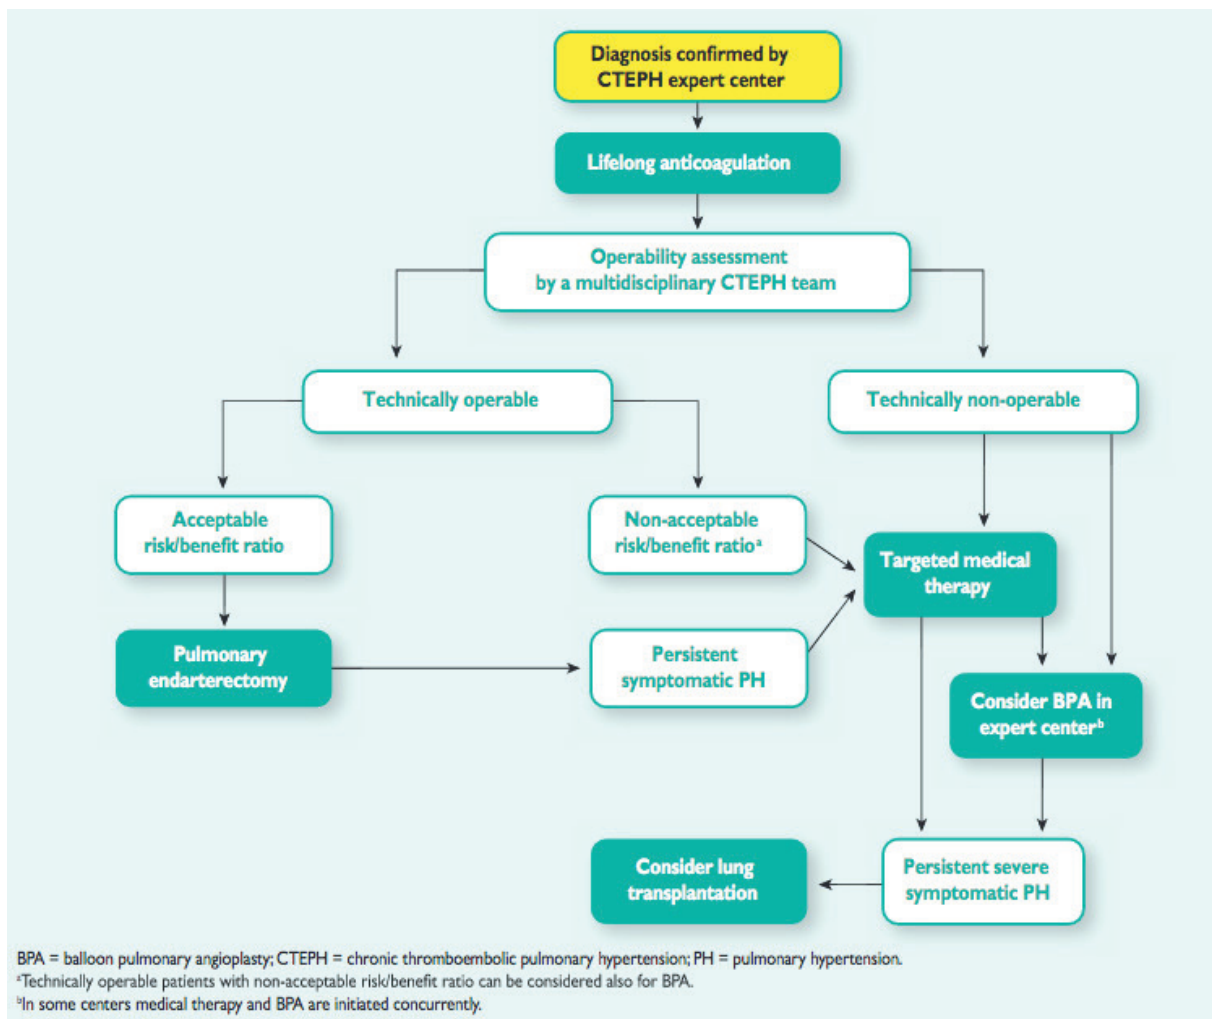 Diagnosis confirmed by
CTEPH expert center
Lifelong anticoagulation
Operability assessment
by a multidisciplinary CTEPH team
Technically operable
Technically non-operable
Acceptable
risk/benefit ratio
Non-acceptable
risk/benefit ratioᵃ
Targeted medical
therapy
Pulmonary
endarterectomy
Persistent
symptomatic PH
Consider BPA in
expert centerᵇ
Consider lung
transplantation
Persistent severe
symptomatic PH
BPA = balloon pulmonary angioplasty; CTEPH = chronic thromboembolic pulmonary hypertension; PH = pulmonary hypertension.
ᵃTechnically operable patients with non-acceptable risk/benefit ratio can be considered also for BPA.
ᵇIn some centers medical therapy and BPA are initiated concurrently.